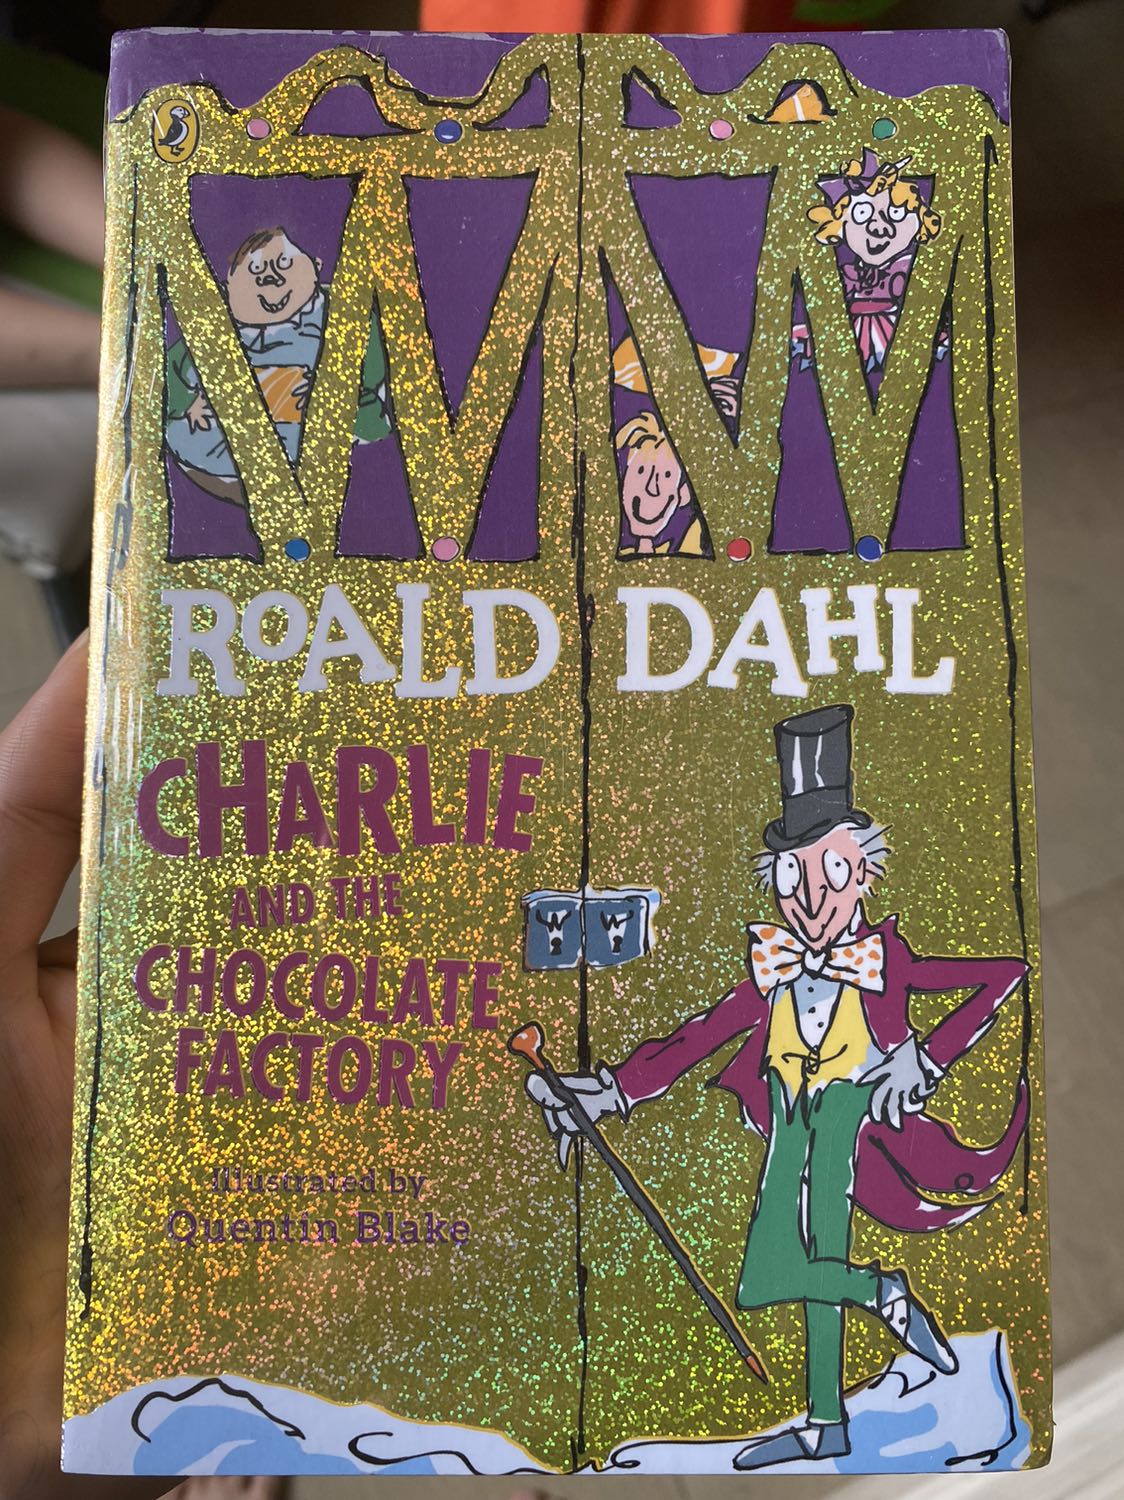 W W
ROALD DAHL
CHARLIE
AND THE
CHOCOLATE
FACTORY
W W
Illustrated by
Quentin Blake